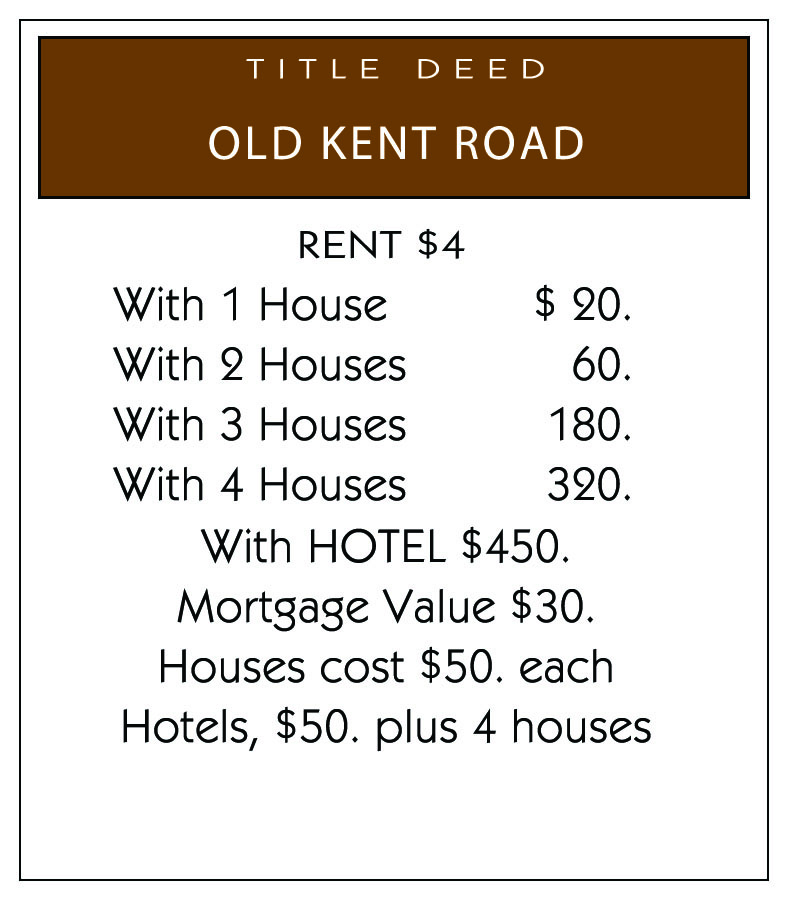 TITLE DEED
OLD KENT ROAD
RENT $4
With 1 House $ 20.
With 2 Houses 60.
With 3 Houses 180.
With 4 Houses 320.
With HOTEL $450.
Mortgage Value $30.
Houses cost $50. each
Hotels, $50. plus 4 houses